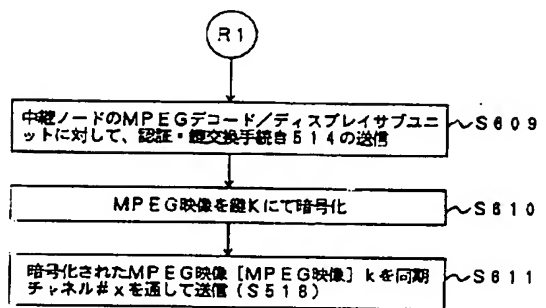 R1
中継ノードのMPEGデコード/ディスプレイサブユニ
ットに対して、認証・鍵交換手続き514の送信
～S609
MPEG映像を鍵Kにて暗号化
～S610
暗号化されたMPEG映像[MPEG映像]kを同期
チャネル#xを通して送信(S518)
～S611